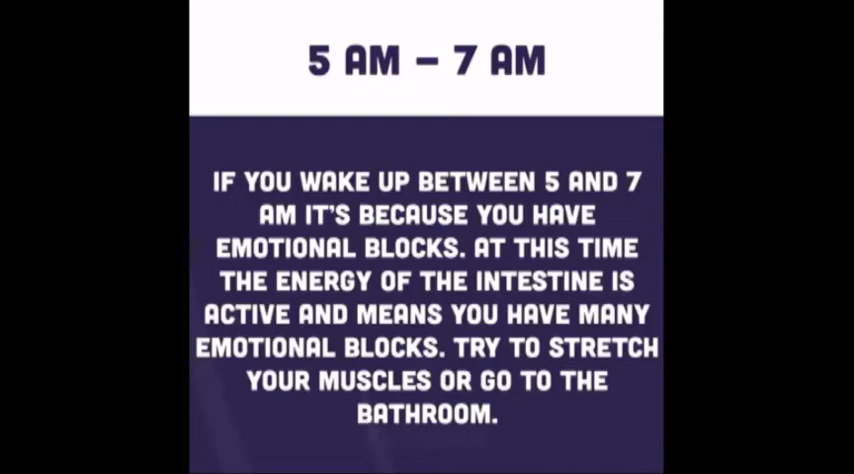 5 AM – 7 AM
IF YOU WAKE UP BETWEEN 5 AND 7
AM IT'S BECAUSE YOU HAVE
EMOTIONAL BLOCKS. AT THIS TIME
THE ENERGY OF THE INTESTINE IS
ACTIVE AND MEANS YOU HAVE MANY
EMOTIONAL BLOCKS. TRY TO STRETCH
YOUR MUSCLES OR GO TO THE
BATHROOM.